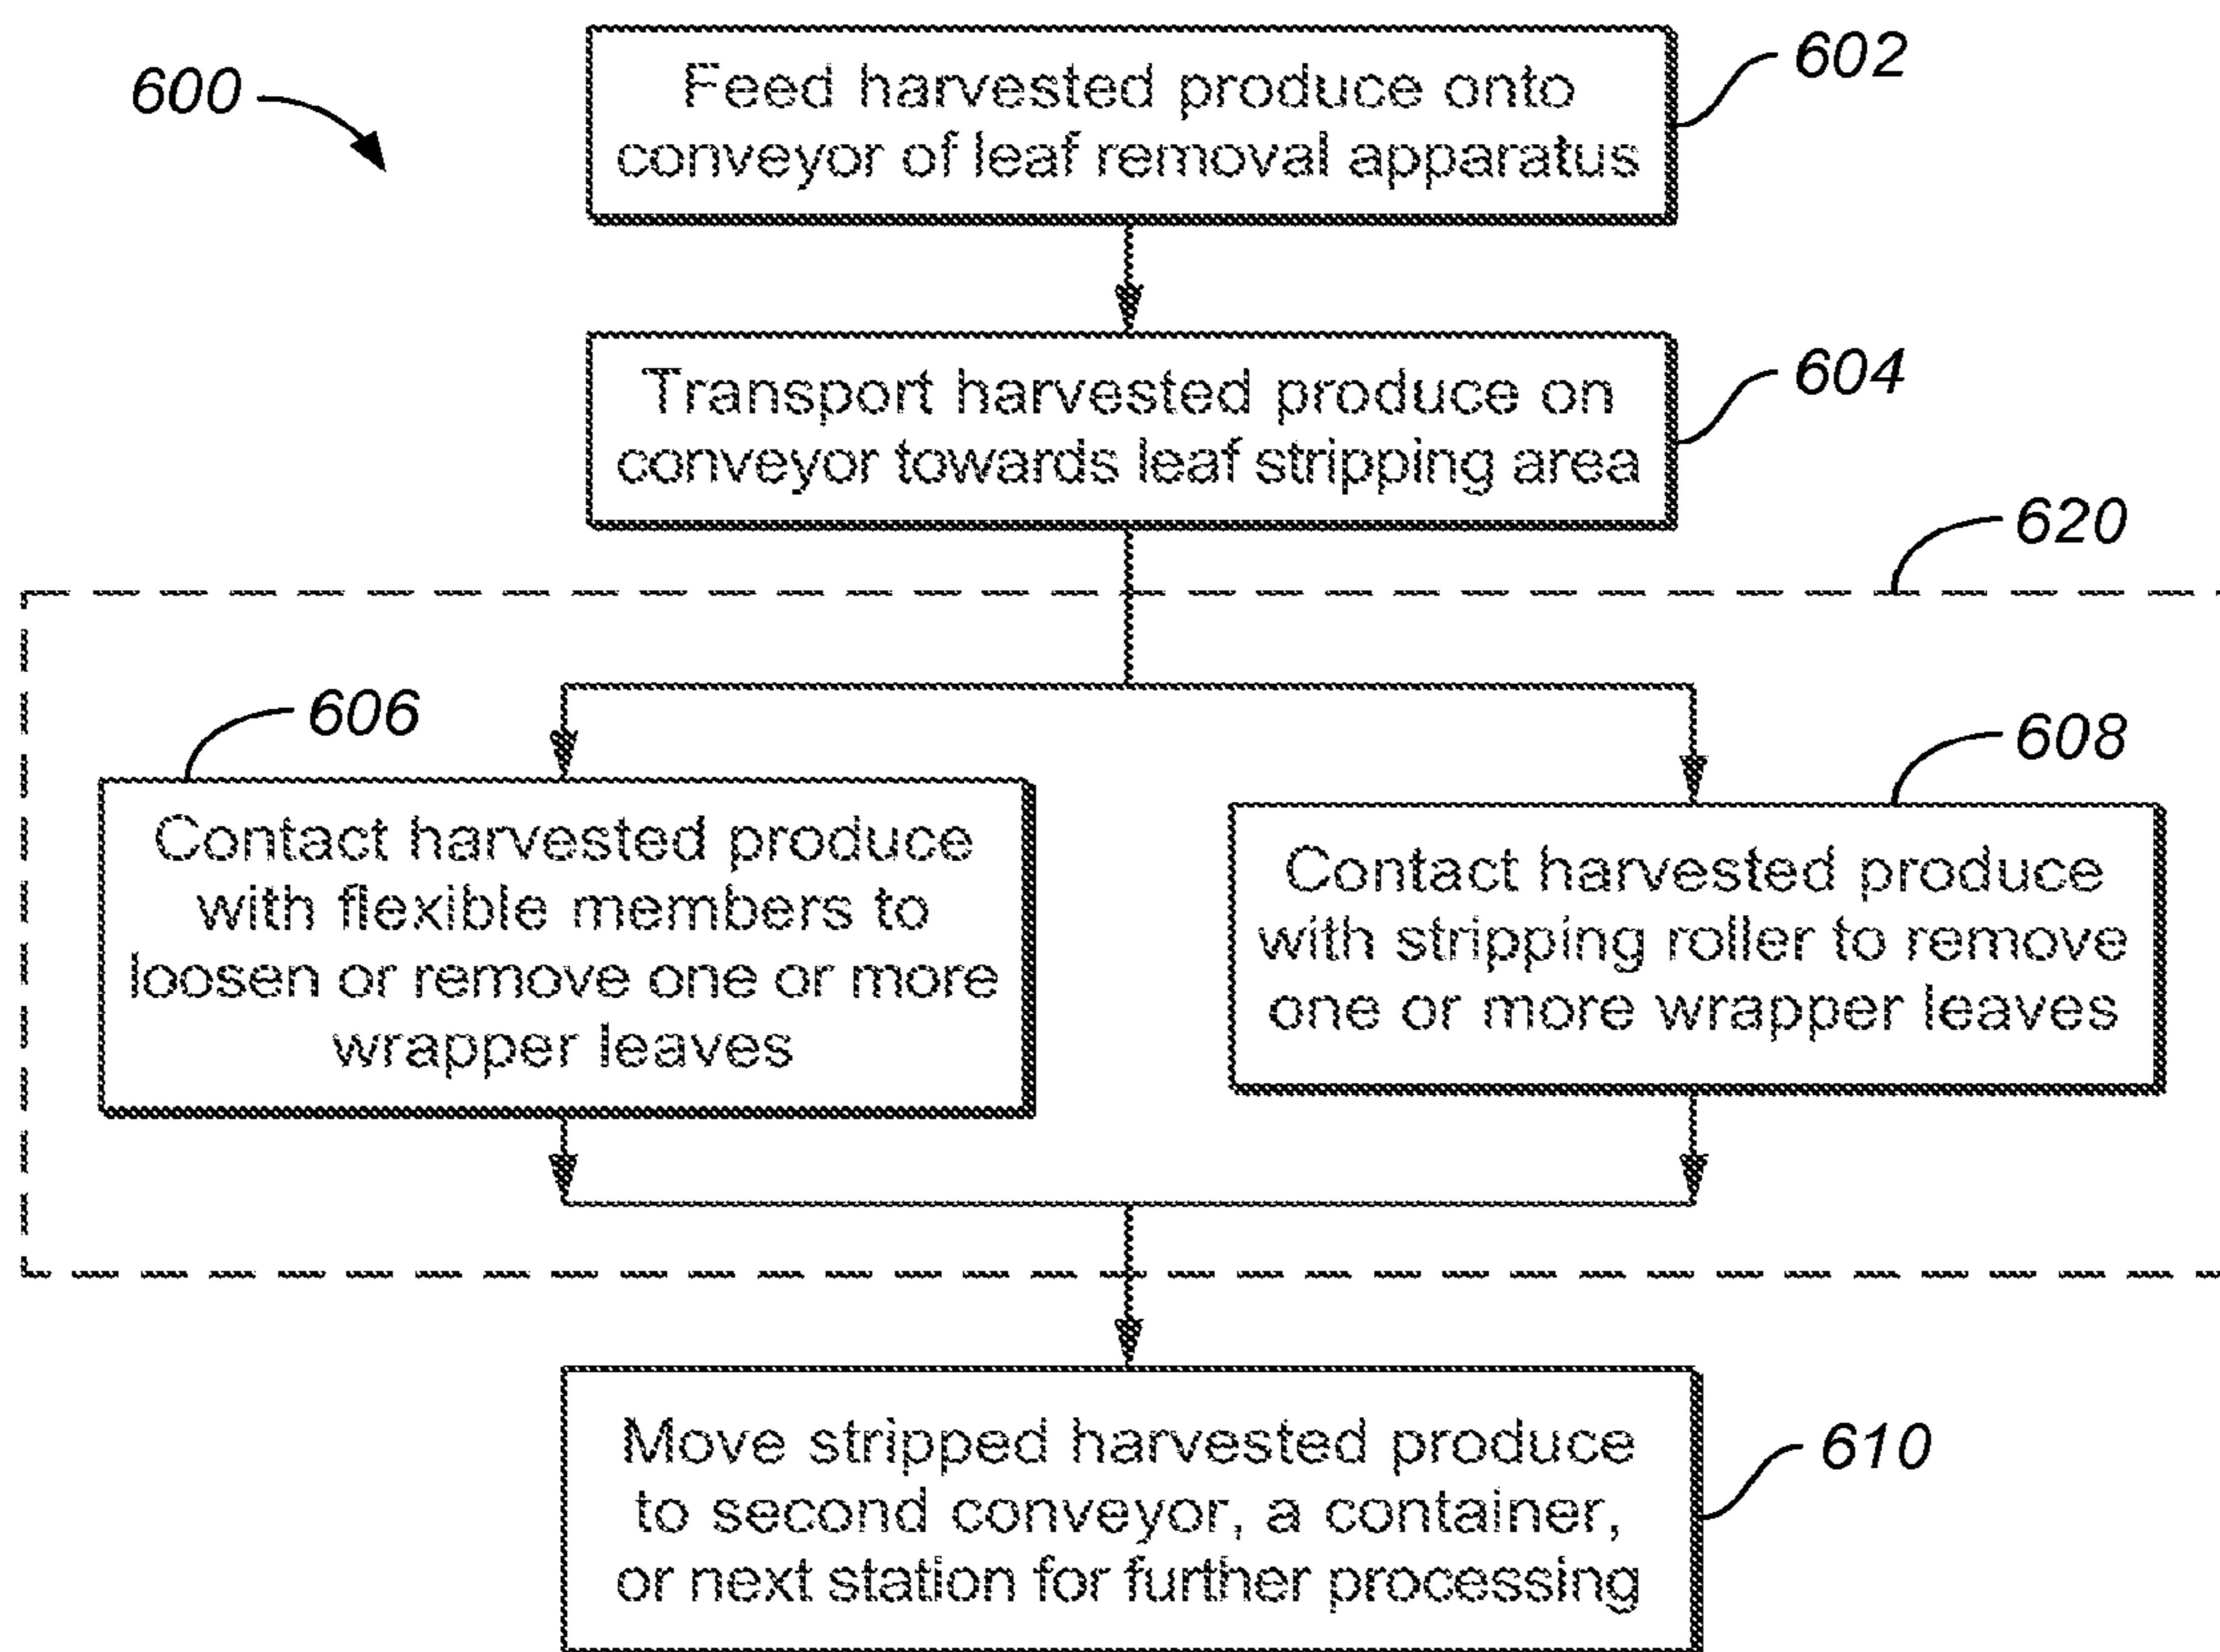 600
602
Feed harvested produce onto
conveyor of leaf removal apparatus
604
Transport harvested produce on
conveyor towards leaf stripping area
620
606
Contact harvested produce
with flexible members to
loosen or remove one or more
wrapper leaves
608
Contact harvested produce
with stripping roller to remove
one or more wrapper leaves
610
Move stripped harvested produce
to second conveyor, a container,
or next station for further processing